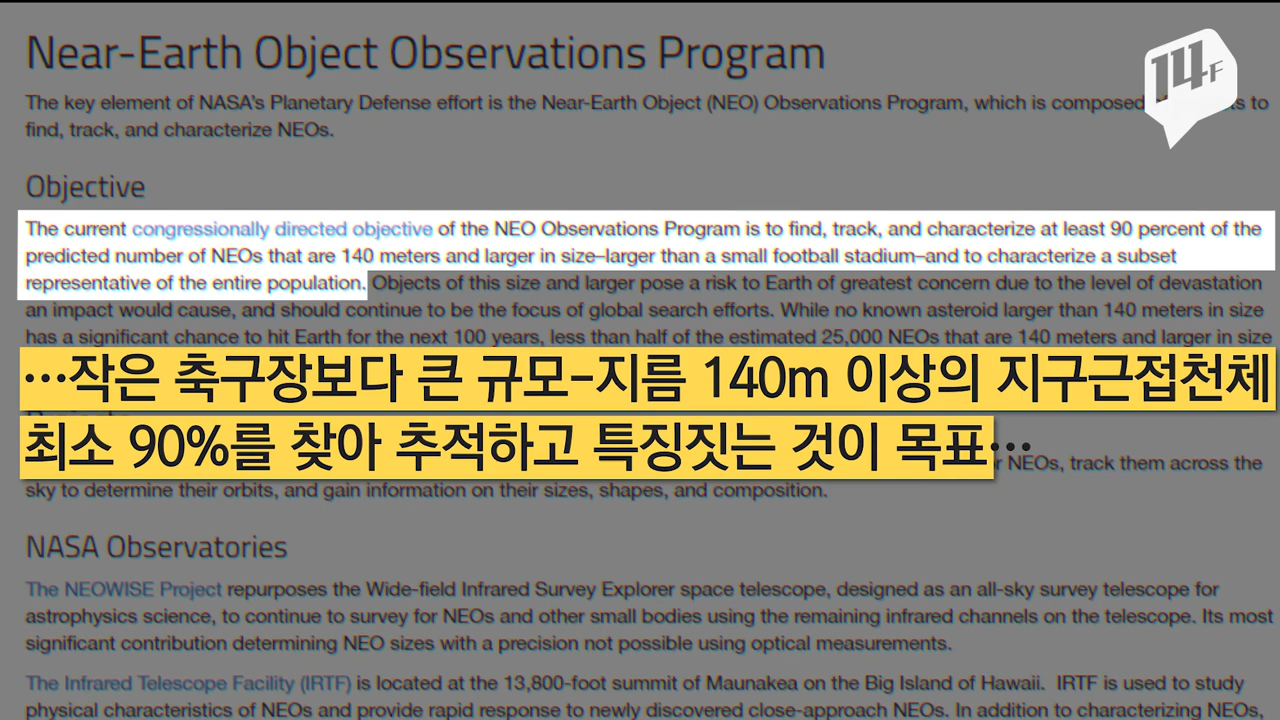 Near-Earth Object Observations Program
14F
The key element of NASA's Planetary Defense effort is the Near-Earth Object (NEO) Observations Program, which is composed to
find, track, and characterize NEOs.
Objective
The current congressionally directed objective of the NEO Observations Program is to find, track, and characterize at least 90 percent of the
predicted number of NEOs that are 140 meters and larger in size–larger than a small football stadium–and to characterize a subset
representative of the entire population. Objects of this size and larger pose a risk to Earth of greatest concern due to the level of devastation
an impact would cause, and should continue to be the focus of global search efforts. While no known asteroid larger than 140 meters in size
has a significant chance to hit Earth for the next 100 years, less than half of the estimated 25,000 NEOs that are 140 meters and larger in size
…작은 축구장보다 큰 규모-지름 140m 이상의 지구근접천체
최소 90%를 찾아 추적하고 특징짓는 것이 목표…
NEOs, track them across the
sky to determine their orbits, and gain information on their sizes, shapes, and composition.
NASA Observatories
The NEOWISE Project repurposes the Wide-field Infrared Survey Explorer space telescope, designed as an all-sky survey telescope for
astrophysics science, to continue to survey for NEOs and other small bodies using the remaining infrared channels on the telescope. Its most
significant contribution determining NEO sizes with a precision not possible using optical measurements.
The Infrared Telescope Facility (IRTF) is located at the 13,800-foot summit of Maunakea on the Big Island of Hawaii. IRTF is used to study
physical characteristics of NEOs and provide rapid response to newly discovered close-approach NEOs. In addition to characterizing NEOs,